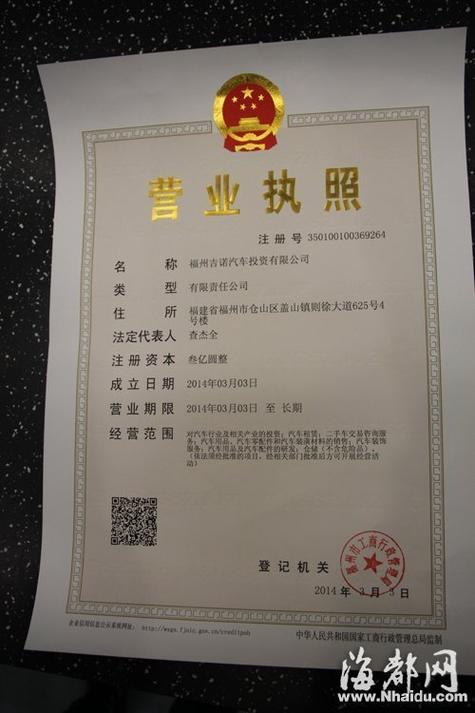 营业执照
注册号 350100100369264
名称 福州吉诺汽车投资有限公司
类型 有限责任公司
住所 福建省福州市仓山区盖山镇则徐大道625号4
号楼
法定代表人 查杰全
注册资本 叁亿圆整
成立日期 2014年03月03日
营业期限 2014年03月03日 至 长期
经营范围 对汽车行业及相关产业的投资；汽车租赁；二手车交易咨询服
务；汽车用品、汽车零配件和汽车装潢材料的销售；汽车装饰
服务；汽车用品及汽车配件的研发；仓储（不含危险品）。
（依法须经批准的项目，经相关部门批准后方可开展经营活
动）
登记机关
福州市工商行政管理局
2014年3月3日
企业信用信息公示系统网址：http://wsgs.fjaic.gov.cn/creditpub
中华人民共和国国家工商行政管理总局监制
海都网
www.Nhaidu.com